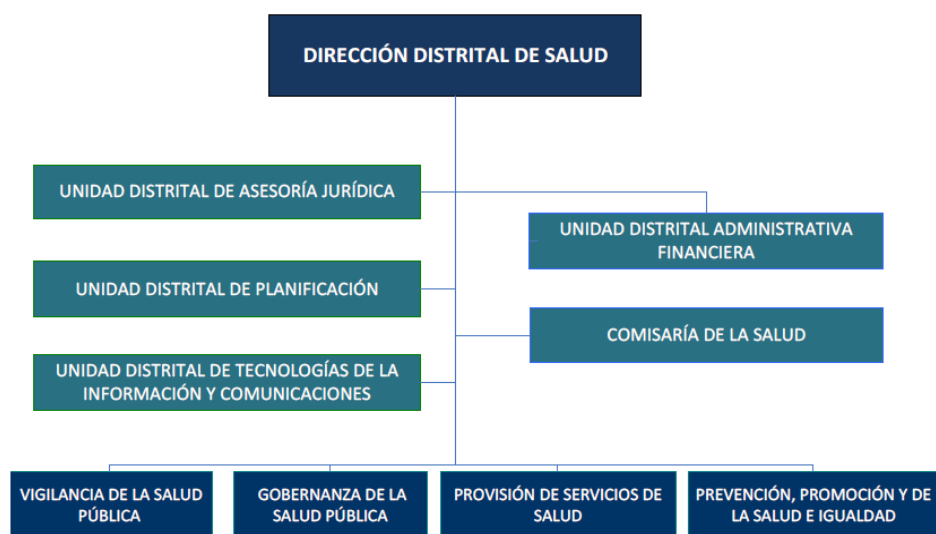 DIRECCIÓN DISTRITAL DE SALUD
UNIDAD DISTRITAL DE ASESORÍA JURÍDICA
UNIDAD DISTRITAL ADMINISTRATIVA
FINANCIERA
UNIDAD DISTRITAL DE PLANIFICACIÓN
COMISARÍA DE LA SALUD
UNIDAD DISTRITAL DE TECNOLOGÍAS DE LA
INFORMACIÓN Y COMUNICACIONES
VIGILANCIA DE LA SALUD
PÚBLICA
GOBERNANZA DE LA
SALUD PÚBLICA
PROVISIÓN DE SERVICIOS DE
SALUD
PREVENCIÓN, PROMOCIÓN Y DE
LA SALUD E IGUALDAD